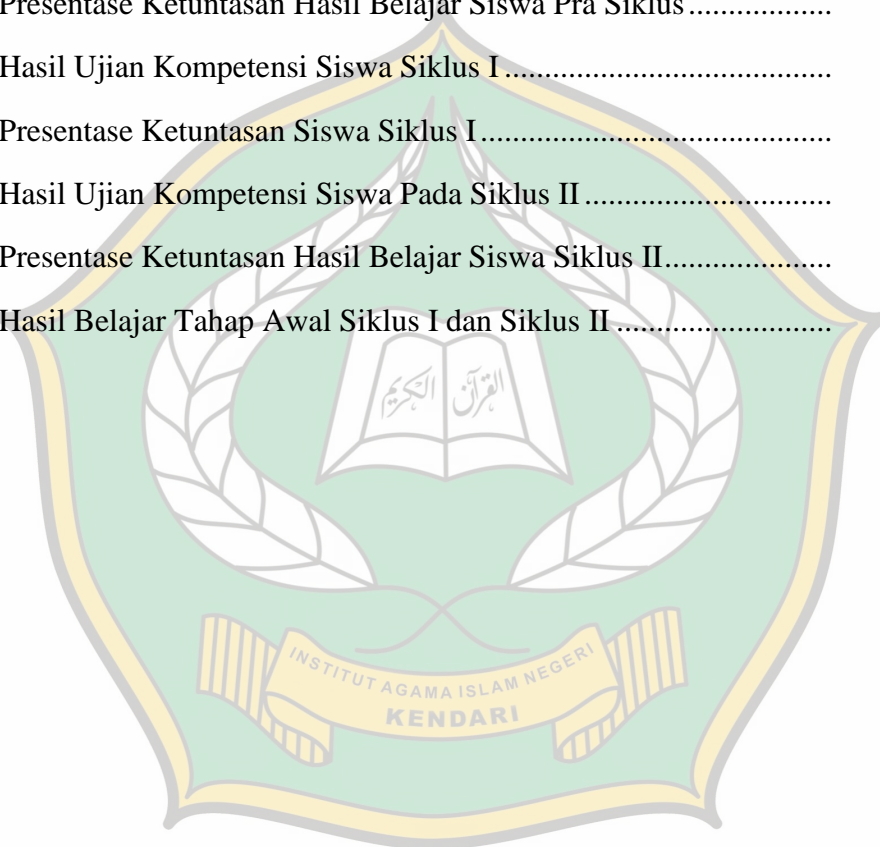 Presentase Ketuntasan Hasil Belajar Siswa Pra Siklus..................
Hasil Ujian Kompetensi Siswa Siklus I.........................................
Presentase Ketuntasan Siswa Siklus I............................................
Hasil Ujian Kompetensi Siswa Pada Siklus II...............................
Presentase Ketuntasan Hasil Belajar Siswa Siklus II.....................
Hasil Belajar Tahap Awal Siklus I dan Siklus II...........................
القرآن الكريم
INSTITUT AGAMA ISLAM NEGERI
KENDARI